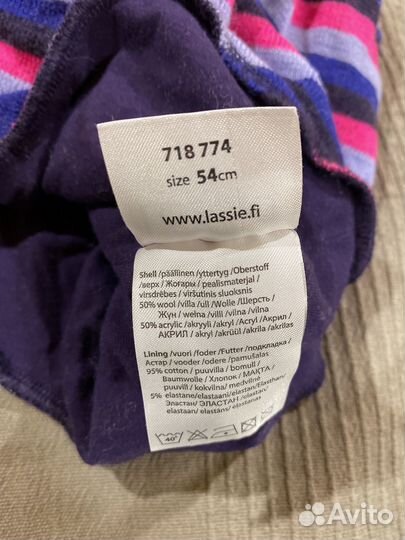 718 774
size 54cm
www.lassie.fi
Shell/päällinen/yttertyg/Oberstoff
/верх / Жоғары / pealismaterjal /
virsdrēbes / viršutinis sluoksnis
50% wool /villa /ull /Wolle /Шерсть /
Жүн / welna /villi /vilna /vilna
50% acrylic /akryyli /akryl /Acryl /Акрил /
АКРИЛ / akryl /akrüül /akrila /akrilas
Lining /vuori /foder /Futter /подкладка /
Астар / vooder /odere /pamušalas
95% cotton / puuvilla / bomull /
Baumwolle / Хлопок / МАҚТА /
puuvill / kokvilna/ medvilnė
5% elastane/elastaani/elastan/Elasthan/
Эластан/ ЭЛАСТАН /elastan/
elastaan/ elastāns/ elastanas
40°
Avito